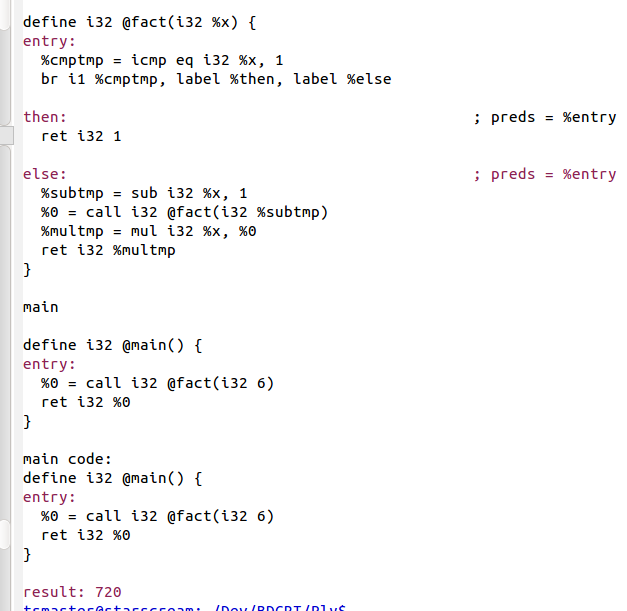 define i32 @fact(i32 %x) {
entry:
  %cmptmp = icmp eq i32 %x, 1
  br i1 %cmptmp, label %then, label %else
then:                                              ; preds = %entry
  ret i32 1
else:                                              ; preds = %entry
  %subtmp = sub i32 %x, 1
  %0 = call i32 @fact(i32 %subtmp)
  %multmp = mul i32 %x, %0
  ret i32 %multmp
}
main
define i32 @main() {
entry:
  %0 = call i32 @fact(i32 6)
  ret i32 %0
}
main code:
define i32 @main() {
entry:
  %0 = call i32 @fact(i32 6)
  ret i32 %0
}
result: 720